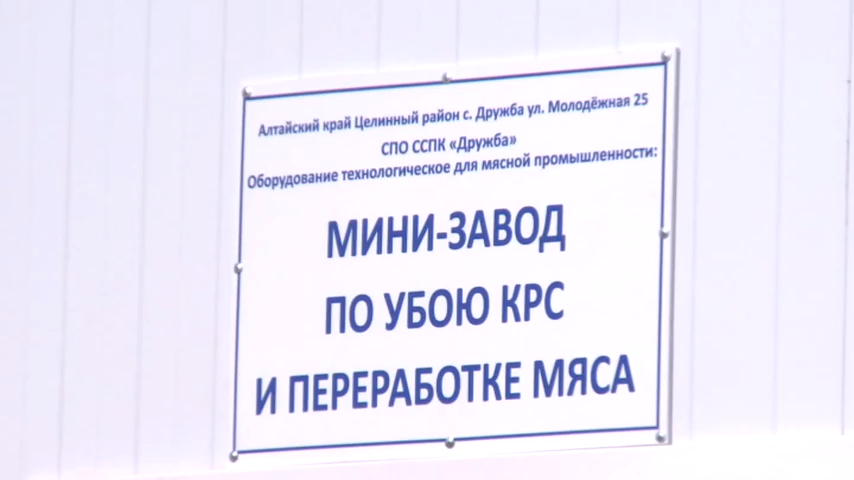 Алтайский край Целинный район с. Дружба ул. Молодёжная 25
СПО ССПК «Дружба»
Оборудование технологическое для мясной промышленности:
МИНИ-ЗАВОД
ПО УБОЮ КРС
И ПЕРЕРАБОТКЕ МЯСА